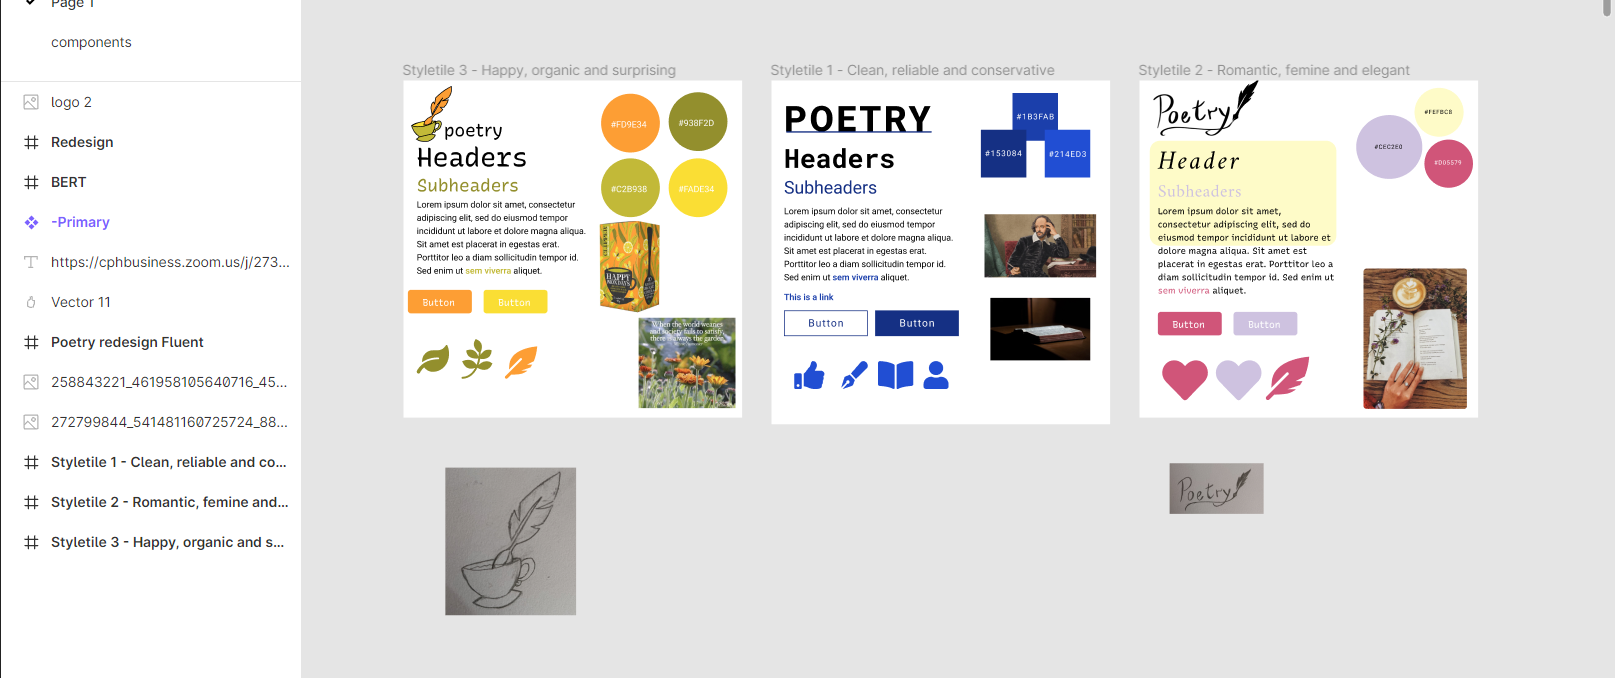 Page 1
components
logo 2
Redesign
BERT
-Primary
https://cphbusiness.zoom.us/j/273...
Vector 11
Poetry redesign Fluent
258843221_461958105640716_45...
272799844_541481160725724_88...
Styletile 1 - Clean, reliable and co...
Styletile 2 - Romantic, femine and...
Styletile 3 - Happy, organic and s...
Styletile 3 - Happy, organic and surprising
poetry
Headers
Subheaders
Lorem ipsum dolor sit amet, consectetur
adipiscing elit, sed do eiusmod tempor
incididunt ut labore et dolore magna aliqua.
Sit amet est placerat in egestas erat.
Porttitor leo a diam sollicitudin tempor id.
Sed enim ut sem viverra aliquet.
Button
Button
#FD9E34
#938F2D
#C2B938
#FADE34
HAPPY
When the world wearies
and society fails to satisfy,
there is always the garden.
Styletile 1 - Clean, reliable and conservative
POETRY
Headers
Subheaders
Lorem ipsum dolor sit amet, consectetur
adipiscing elit, sed do eiusmod tempor
incididunt ut labore et dolore magna aliqua.
Sit amet est placerat in egestas erat.
Porttitor leo a diam sollicitudin tempor id.
Sed enim ut sem viverra aliquet.
This is a link
Button
Button
#1B3FAB
#153084
#214ED3
Styletile 2 - Romantic, femine and elegant
Poetry
Header
Subheaders
Lorem ipsum dolor sit amet,
consectetur adipiscing elit, sed do
eiusmod tempor incididunt ut labore et
dolore magna aliqua. Sit amet est
placerat in egestas erat. Porttitor leo a
diam sollicitudin tempor id. Sed enim ut
sem viverra aliquet.
Button
Button
#FEFBC8
#CEC2E0
#D05579
Poetry